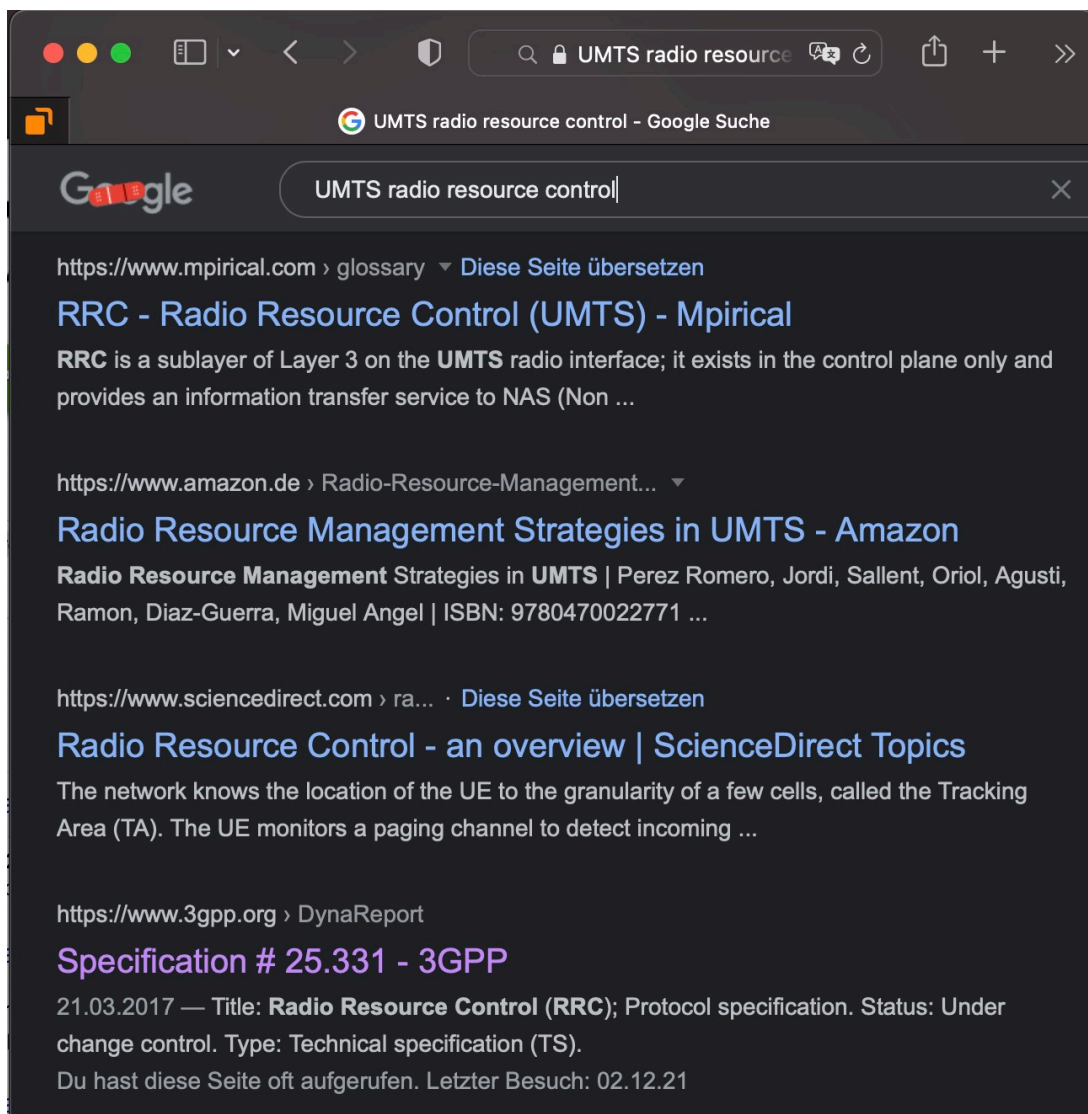 UMTS radio resource
UMTS radio resource control - Google Suche
Google
UMTS radio resource control
https://www.mpirical.com › glossary Diese Seite übersetzen
RRC - Radio Resource Control (UMTS) - Mpirical
RRC is a sublayer of Layer 3 on the UMTS radio interface; it exists in the control plane only and
provides an information transfer service to NAS (Non ...
https://www.amazon.de › Radio-Resource-Management...
Radio Resource Management Strategies in UMTS - Amazon
Radio Resource Management Strategies in UMTS | Perez Romero, Jordi, Sallent, Oriol, Agusti,
Ramon, Diaz-Guerra, Miguel Angel | ISBN: 9780470022771 ...
https://www.sciencedirect.com › ra... · Diese Seite übersetzen
Radio Resource Control - an overview | ScienceDirect Topics
The network knows the location of the UE to the granularity of a few cells, called the Tracking
Area (TA). The UE monitors a paging channel to detect incoming ...
https://www.3gpp.org › DynaReport
Specification # 25.331 - 3GPP
21.03.2017 — Title: Radio Resource Control (RRC); Protocol specification. Status: Under
change control. Type: Technical specification (TS).
Du hast diese Seite oft aufgerufen. Letzter Besuch: 02.12.21